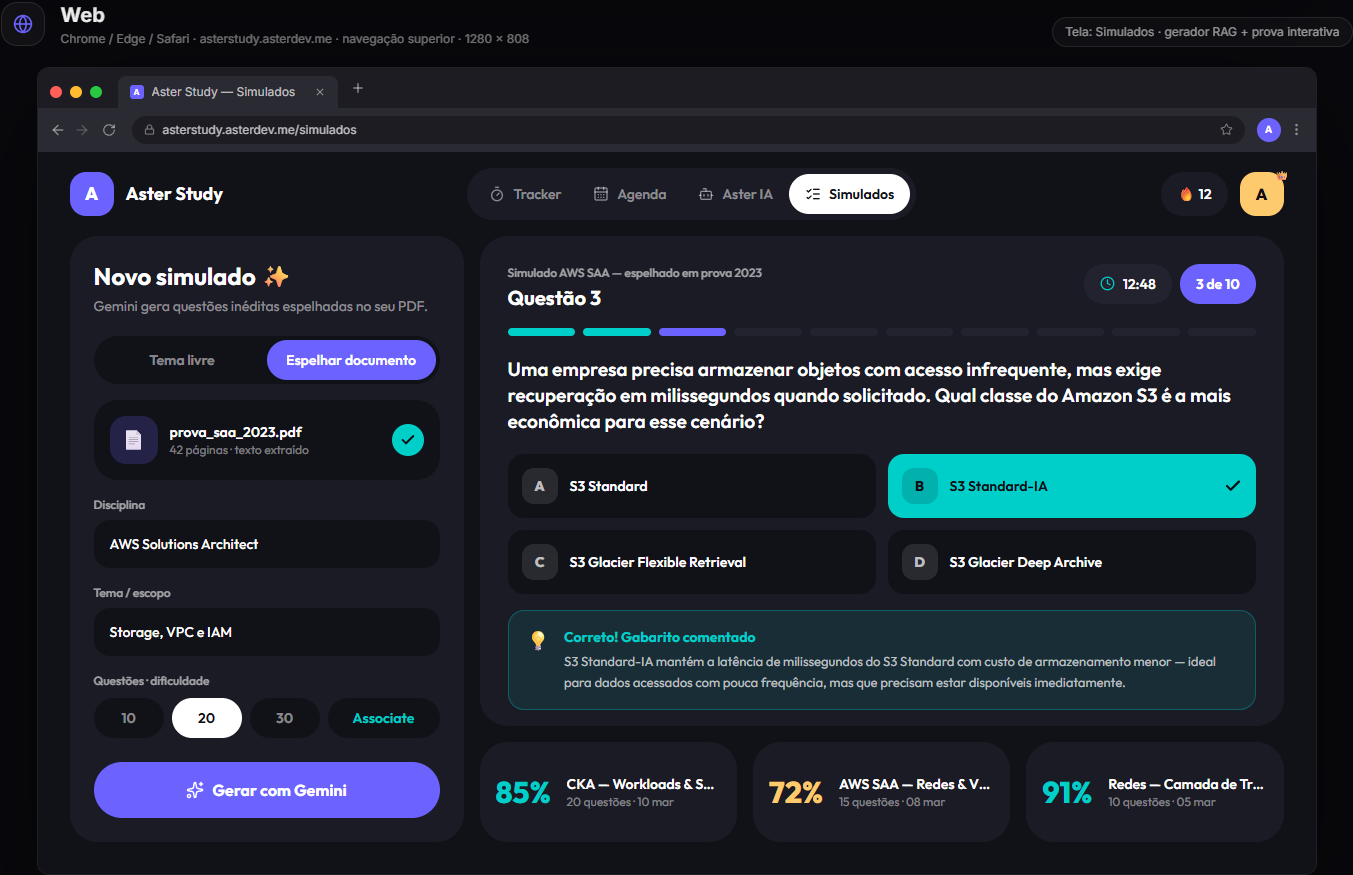 Web
Chrome / Edge / Safari · asterstudy.asterdev.me · navegação superior · 1280 × 808
Tela: Simulados · gerador RAG + prova interativa
A
Aster Study — Simulados
asterstudy.asterdev.me/simulados
A
A
Aster Study
Tracker
Agenda
Aster IA
Simulados
12
A
Novo simulado
Gemini gera questões inéditas espelhadas no seu PDF.
Tema livre
Espelhar documento
prova_saa_2023.pdf
42 páginas · texto extraído
Disciplina
AWS Solutions Architect
Tema / escopo
Storage, VPC e IAM
Questões · dificuldade
10
20
30
Associate
Gerar com Gemini
Simulado AWS SAA — espelhado em prova 2023
Questão 3
12:48
3 de 10
Uma empresa precisa armazenar objetos com acesso infrequente, mas exige
recuperação em milissegundos quando solicitado. Qual classe do Amazon S3 é a mais
econômica para esse cenário?
A
S3 Standard
B
S3 Standard-IA
C
S3 Glacier Flexible Retrieval
D
S3 Glacier Deep Archive
Correto! Gabarito comentado
S3 Standard-IA mantém a latência de milissegundos do S3 Standard com custo de armazenamento menor — ideal
para dados acessados com pouca frequência, mas que precisam estar disponíveis imediatamente.
85%
CKA — Workloads & S...
20 questões · 10 mar
72%
AWS SAA — Redes & V...
15 questões · 08 mar
91%
Redes — Camada de Tr...
10 questões · 05 mar